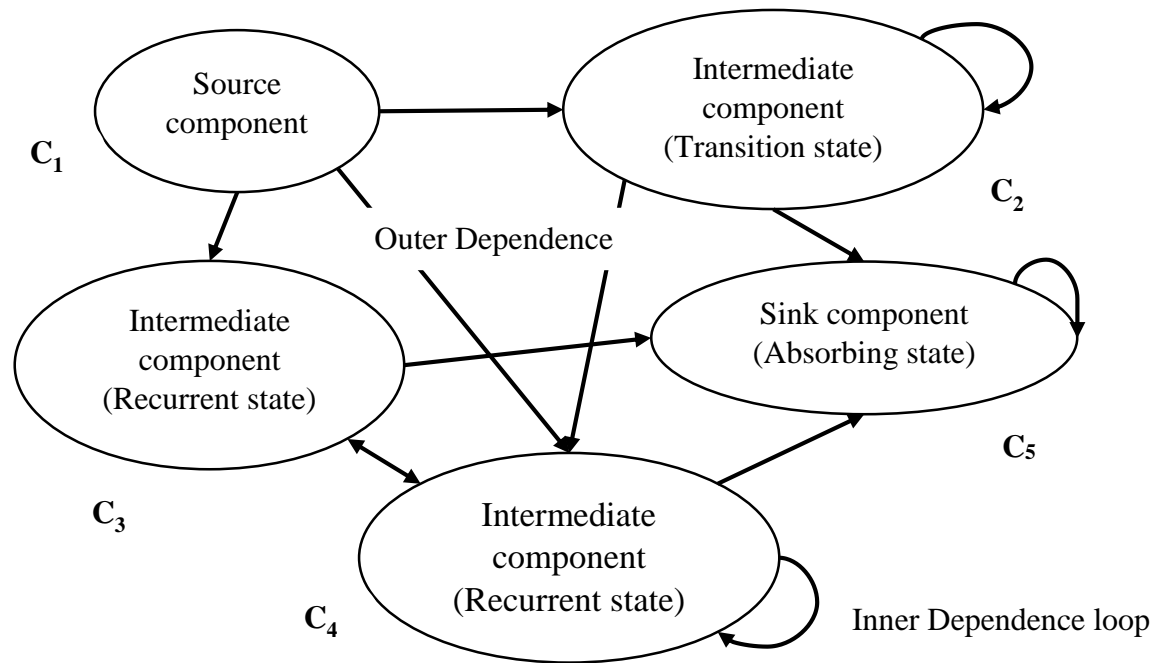 Source
component
C1
Intermediate
component
(Transition state)
C2
Outer Dependence
Intermediate
component
(Recurrent state)
C3
Sink component
(Absorbing state)
C5
Intermediate
component
(Recurrent state)
C4
Inner Dependence loop